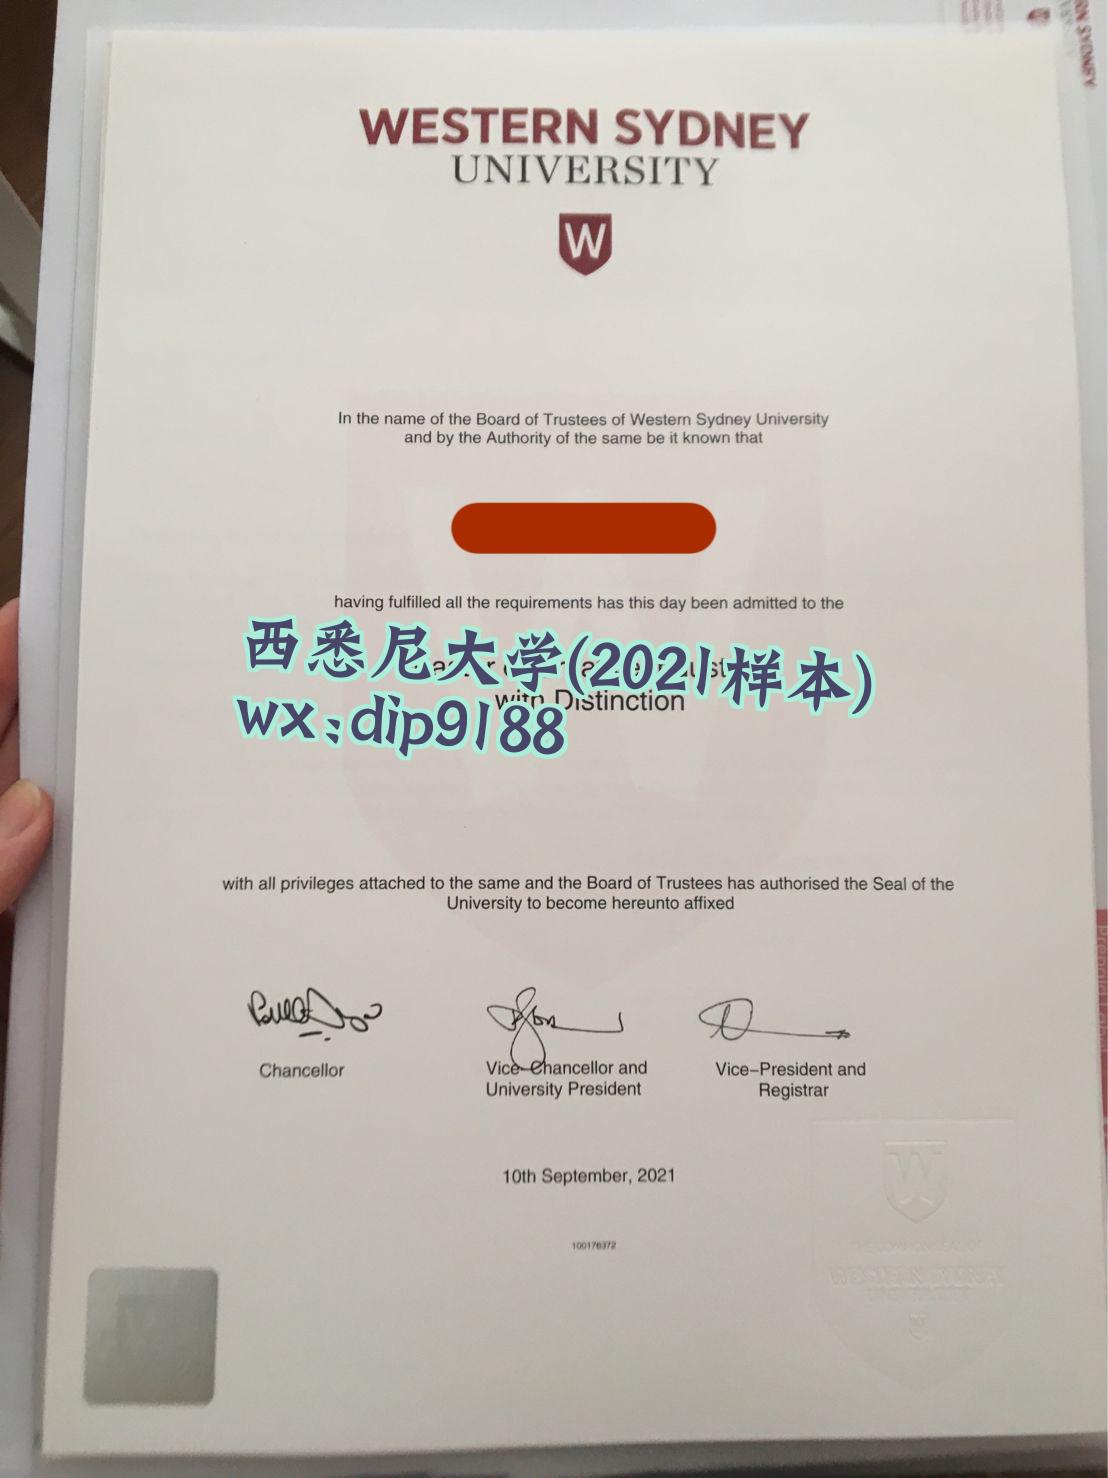 WESTERN SYDNEY
UNIVERSITY
W
In the name of the Board of Trustees of Western Sydney University
and by the Authority of the same be it known that
having fulfilled all the requirements has this day been admitted to the
西悉尼大学(2021样本)
with Distinction
wx:dip9188
with all privileges attached to the same and the Board of Trustees has authorised the Seal of the
University to become hereunto affixed
Chancellor
Vice-Chancellor and
University President
Vice-President and
Registrar
10th September, 2021
100176372
WESTERN SYDNEY